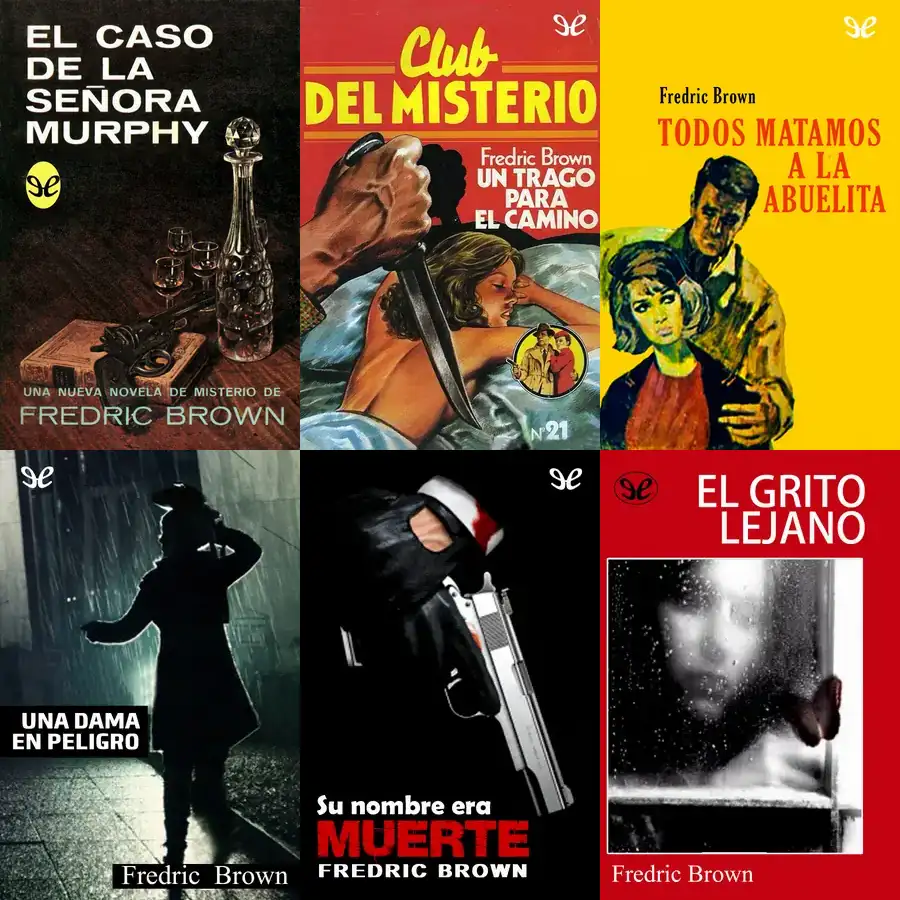 EL CASO
DE LA
SEÑORA
MURPHY
UNA NUEVA NOVELA DE MISTERIO DE
FREDRIC BROWN
Club
DEL MISTERIO
Fredric Brown
UN TRAGO
PARA
EL CAMINO
Nº21
Fredric Brown
TODOS MATAMOS
A LA
ABUELITA
UNA DAMA
EN PELIGRO
Fredric Brown
Su nombre era
MUERTE
FREDRIC BROWN
EL GRITO
LEJANO
Fredric Brown